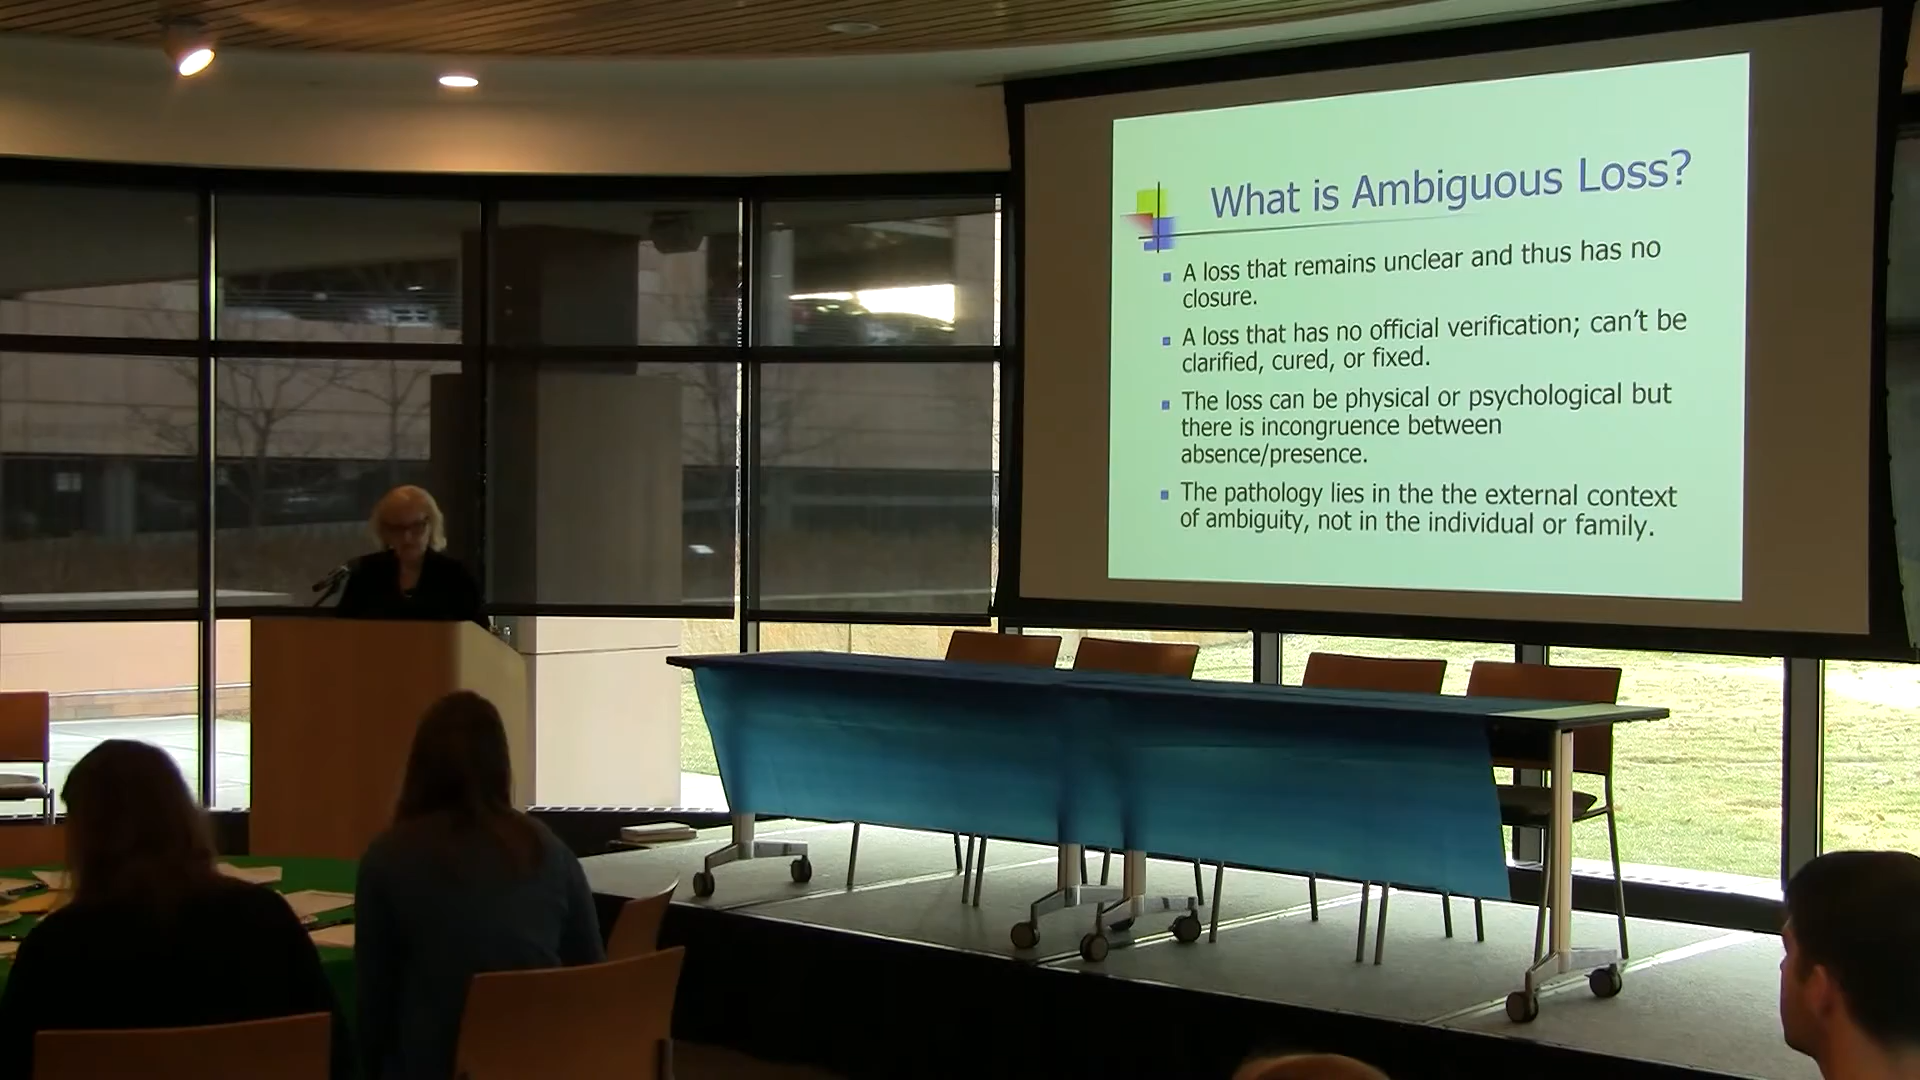 What is Ambiguous Loss?
A loss that remains unclear and thus has no
closure.
A loss that has no official verification; can't be
clarified, cured, or fixed.
The loss can be physical or psychological but
there is incongruence between
absence/presence.
The pathology lies in the the external context
of ambiguity, not in the individual or family.